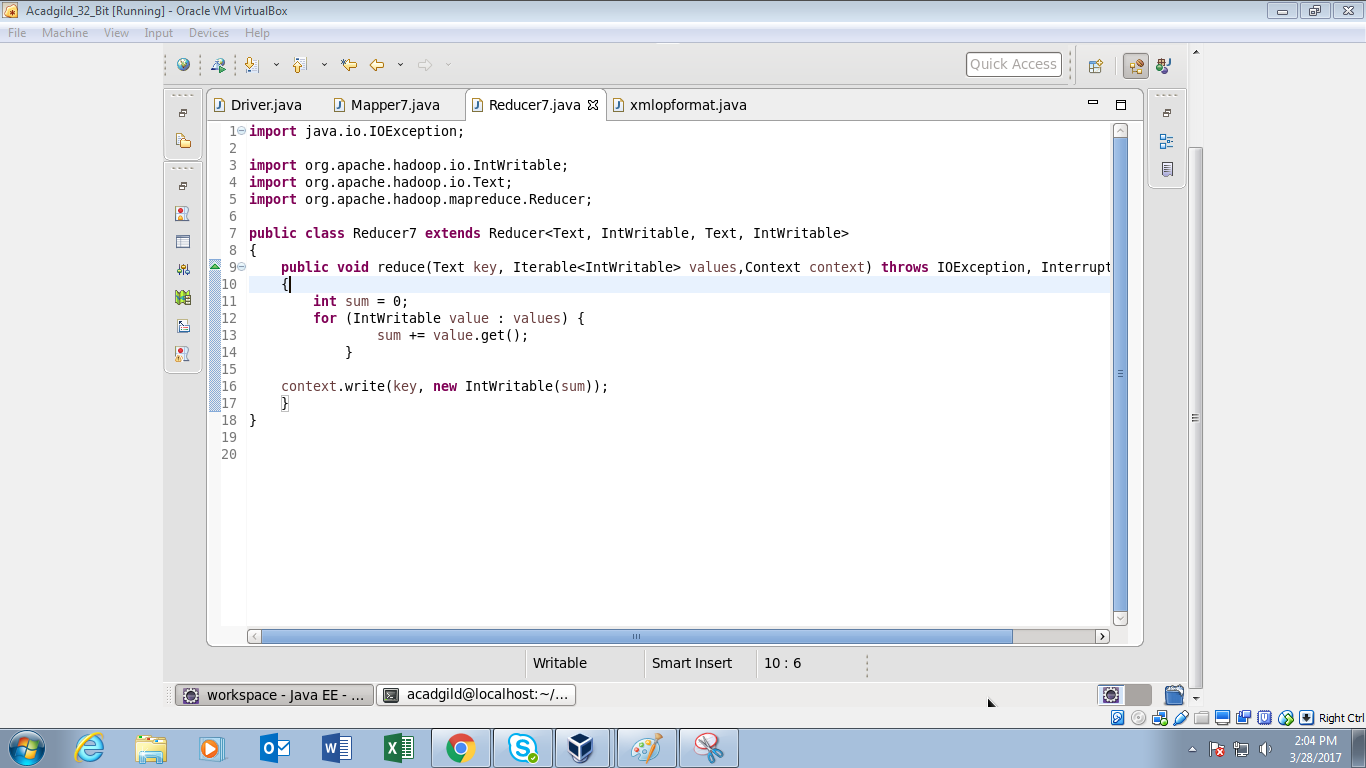 Acadgild_32_Bit [Running] - Oracle VM VirtualBox
File Machine View Input Devices Help
Quick Access
Driver.java Mapper7.java Reducer7.java xmlopformat.java
1 import java.io.IOException;
2
3 import org.apache.hadoop.io.IntWritable;
4 import org.apache.hadoop.io.Text;
5 import org.apache.hadoop.mapreduce.Reducer;
6
7 public class Reducer7 extends Reducer<Text, IntWritable, Text, IntWritable>
8 {
9 public void reduce(Text key, Iterable<IntWritable> values,Context context) throws IOException, Interrupt
10 {
11 int sum = 0;
12 for (IntWritable value : values) {
13 sum += value.get();
14 }
15
16 context.write(key, new IntWritable(sum));
17 }
18 }
19
20
Writable Smart Insert 10 : 6
workspace - Java EE - ... acadgild@localhost:~/...
Right Ctrl
2:04 PM
3/28/2017